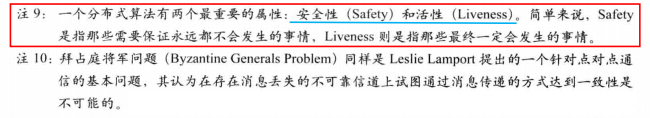 注 9：一个分布式算法有两个最重要的属性：安全性（Safety）和活性（Liveness）。简单来说，Safety
是指那些需要保证永远都不会发生的事情，Liveness 则是指那些最终一定会发生的事情。
注 10：拜占庭将军问题（Byzantine Generals Problem）同样是 Leslie Lamport 提出的一个针对点对点通
信的基本问题，其认为在存在消息丢失的不可靠信道上试图通过消息传递的方式达到一致性是
不可能的。